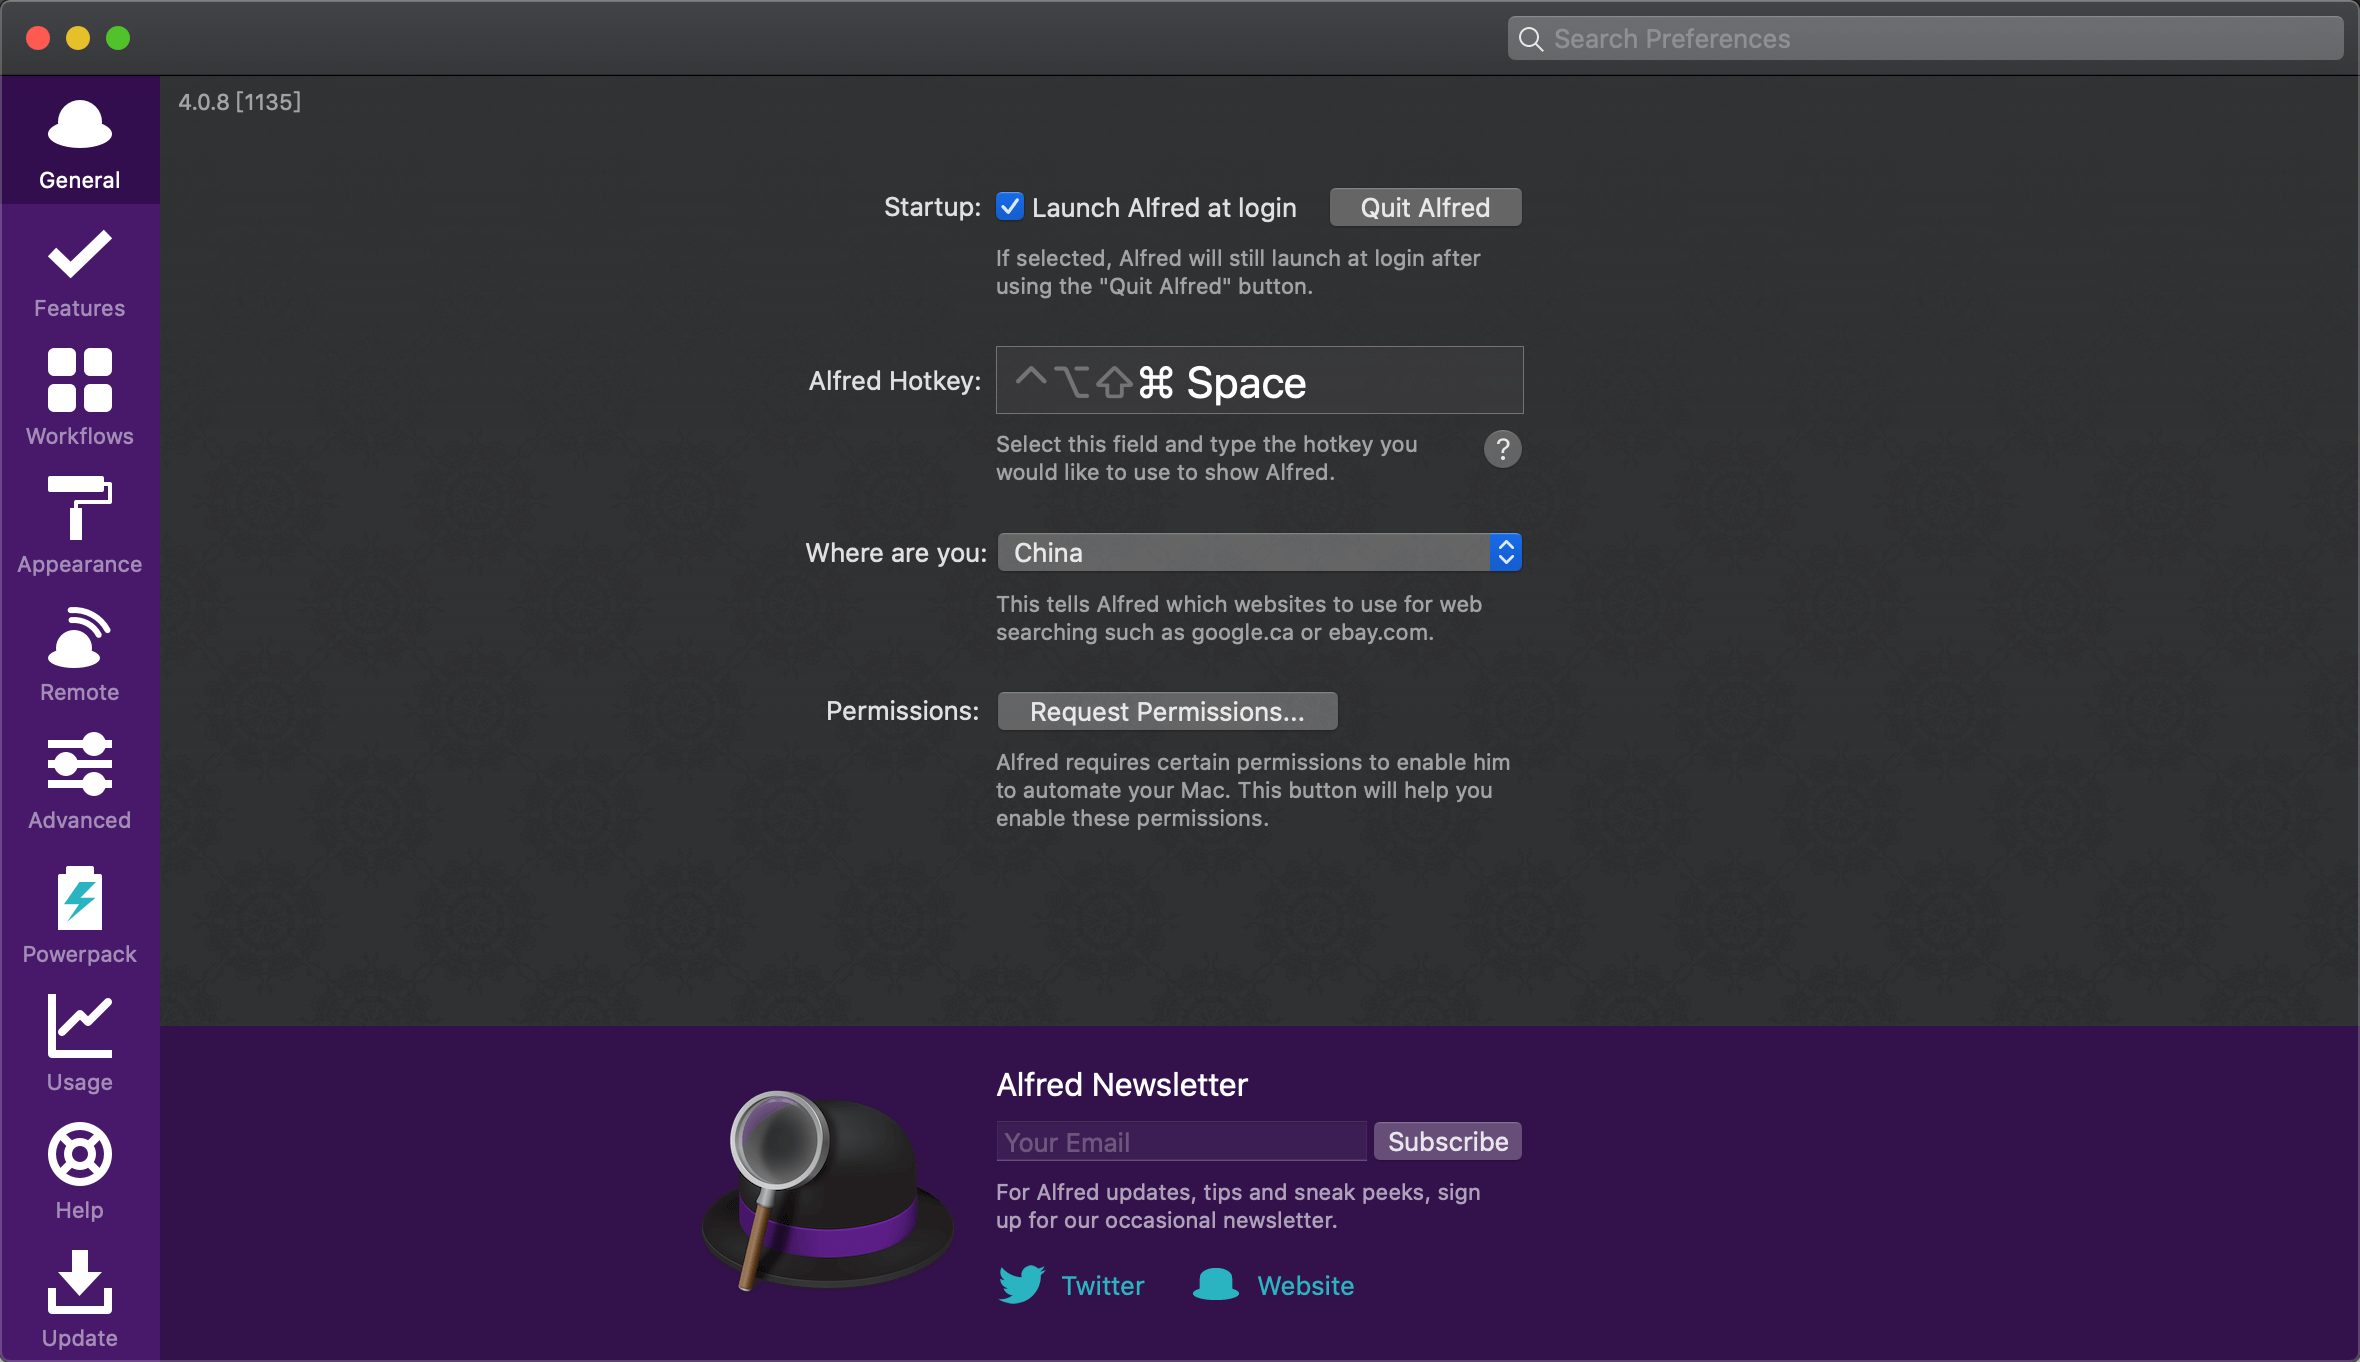 Search Preferences
4.0.8 [1135]
General
Features
Workflows
Appearance
Remote
Advanced
Powerpack
Usage
Help
Update
Startup: Launch Alfred at login Quit Alfred
If selected, Alfred will still launch at login after
using the "Quit Alfred" button.
Alfred Hotkey: ^⌥⇧⌘ Space
Select this field and type the hotkey you
would like to use to show Alfred.
?
Where are you: China
This tells Alfred which websites to use for web
searching such as google.ca or ebay.com.
Permissions: Request Permissions...
Alfred requires certain permissions to enable him
to automate your Mac. This button will help you
enable these permissions.
Alfred Newsletter
Your Email Subscribe
For Alfred updates, tips and sneak peeks, sign
up for our occasional newsletter.
Twitter Website